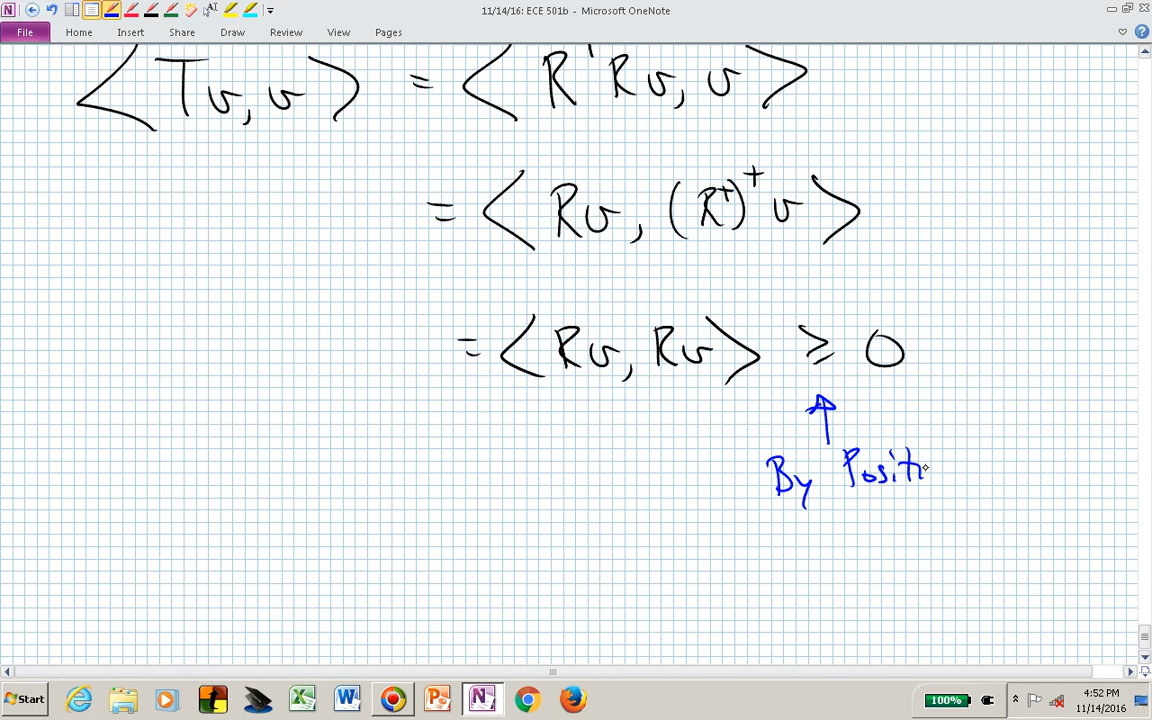 11/14/16: ECE 501b - Microsoft OneNote
File Home Insert Share Draw Review View Pages
<Tv, v> = <R†Rv, v>
= <Rv, (R†)†v>
= <Rv, Rv> ≥ 0
By Positi
Start
100%
4:52 PM
11/14/2016